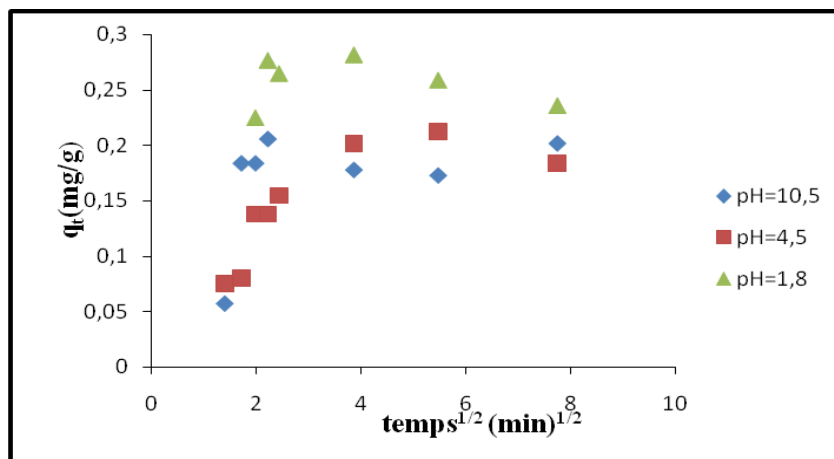 0,3
0,25
0,2
0,15
0,1
0,05
0
qt(mg/g)
0 2 4 6 8 10
temps1/2 (min)1/2
pH=10,5
pH=4,5
pH=1,8